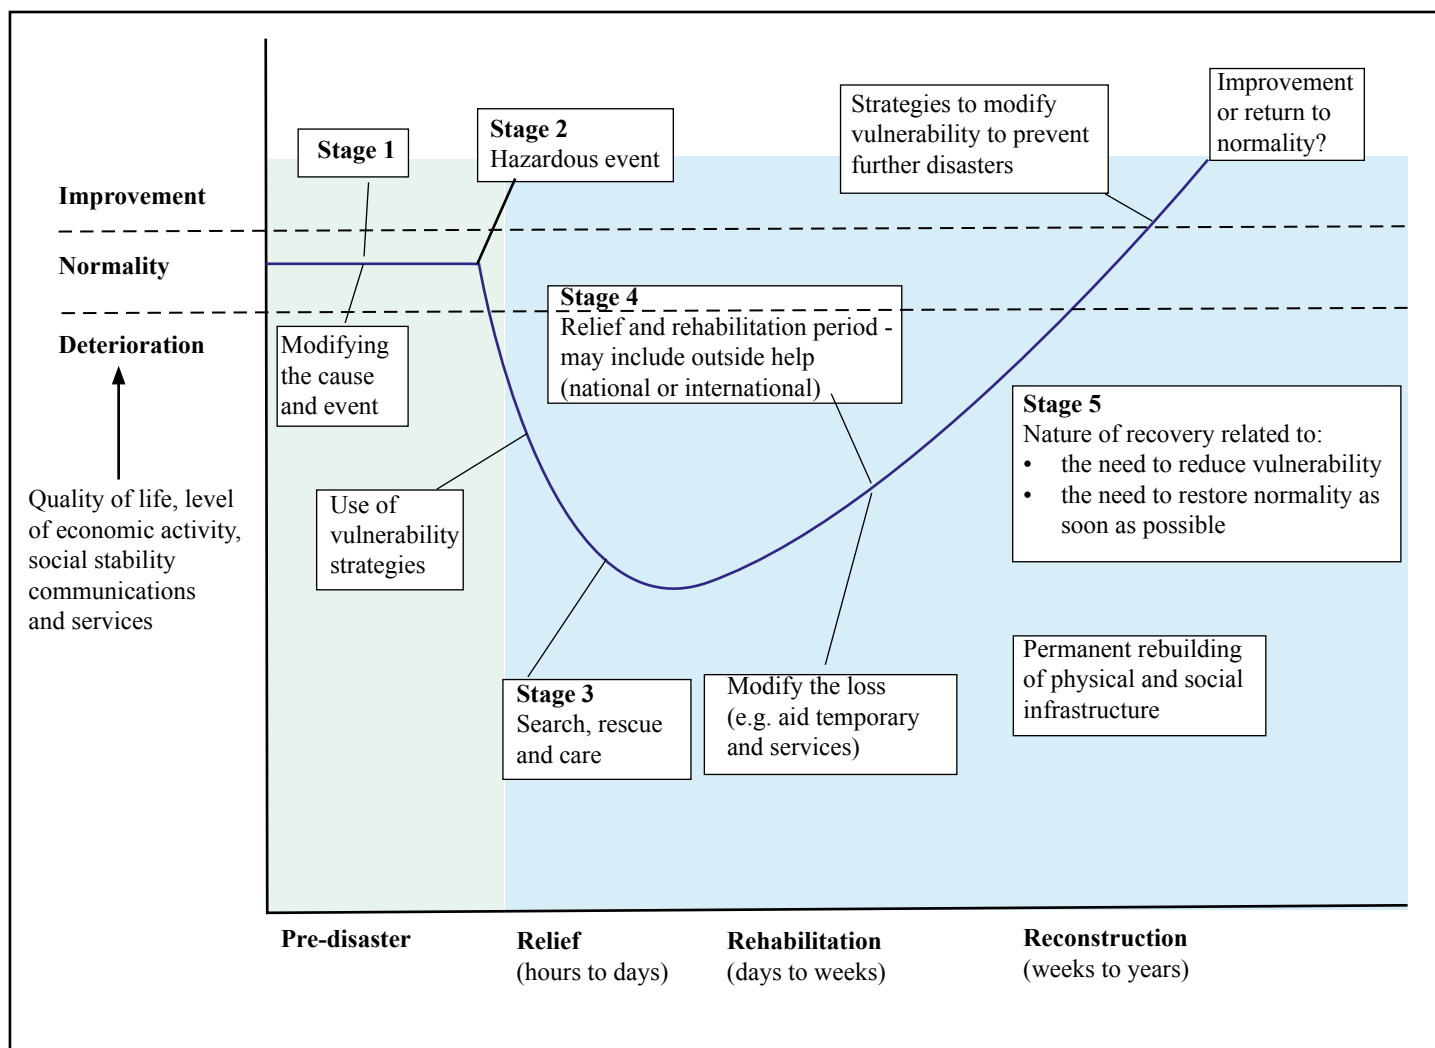 Stage 1
Stage 2
Hazardous event
Strategies to modify
vulnerability to prevent
further disasters
Improvement
or return to
normality?
Improvement
Normality
Deterioration
Quality of life, level
of economic activity,
social stability
communications
and services
Modifying
the cause
and event
Stage 4
Relief and rehabilitation period -
may include outside help
(national or international)
Use of
vulnerability
strategies
Stage 5
Nature of recovery related to:
• the need to reduce vulnerability
• the need to restore normality as
soon as possible
Stage 3
Search, rescue
and care
Modify the loss
(e.g. aid temporary
and services)
Permanent rebuilding
of physical and social
infrastructure
Pre-disaster
Relief
(hours to days)
Rehabilitation
(days to weeks)
Reconstruction
(weeks to years)